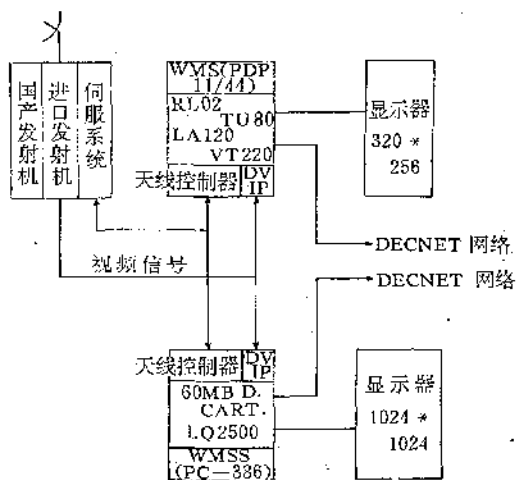 国产发射机
进口发射机
伺服系统
WMS(PDP
11/44)
RL02
TU80
LA120
VT220
天线控制器
DV
IP
显示器
320 *
256
DECNET 网络
视频信号
DECNET 网络
天线控制器
DV
IP
60MB D.
CART.
LQ2500
WMSS
(PC-386)
显示器
1024 *
1024